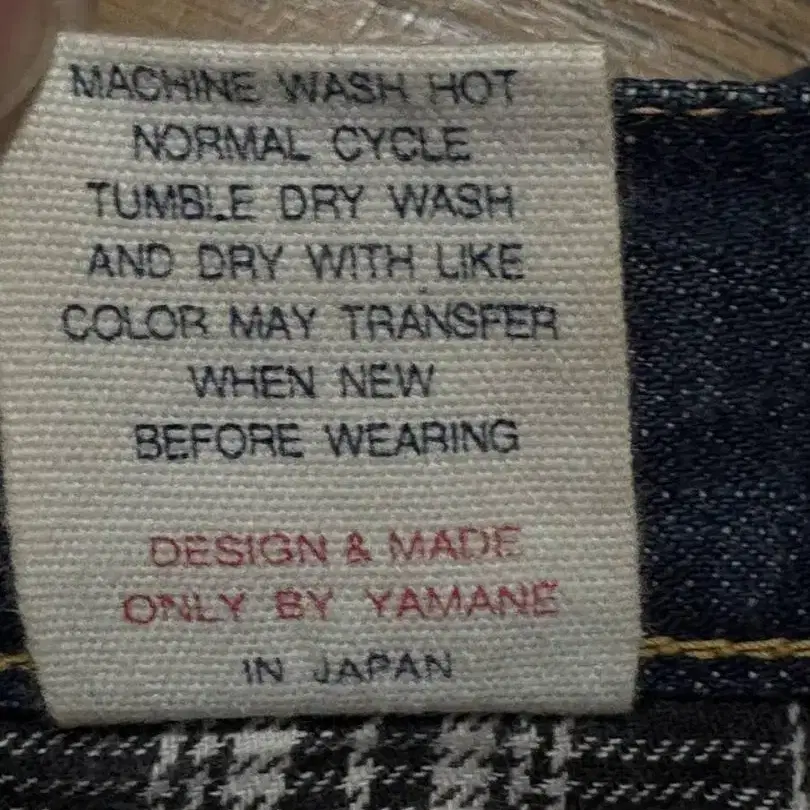 MACHINE WASH HOT
NORMAL CYCLE
TUMBLE DRY WASH
AND DRY WITH LIKE
COLOR MAY TRANSFER
WHEN NEW
BEFORE WEARING
DESIGN & MADE
ONLY BY YAMANE
IN JAPAN